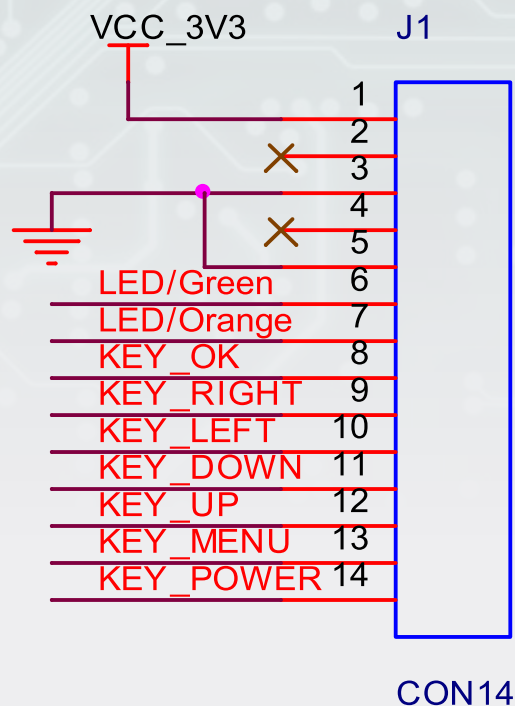 VCC_3V3 J1
1
2
3
4
5
LED/Green 6
LED/Orange 7
KEY_OK 8
KEY_RIGHT 9
KEY_LEFT 10
KEY_DOWN 11
KEY_UP 12
KEY_MENU 13
KEY_POWER 14
CON14